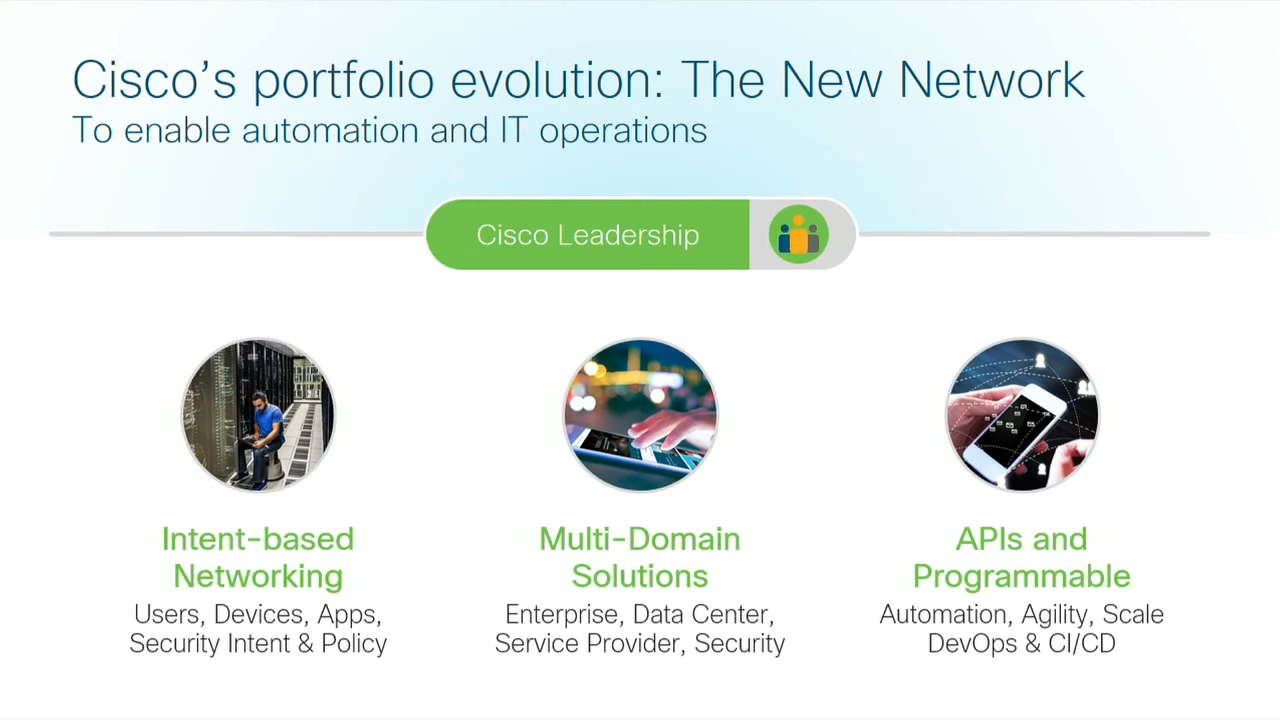 Cisco's portfolio evolution: The New Network
To enable automation and IT operations
Cisco Leadership
Intent-based
Networking
Users, Devices, Apps,
Security Intent & Policy
Multi-Domain
Solutions
Enterprise, Data Center,
Service Provider, Security
APIs and
Programmable
Automation, Agility, Scale
DevOps & CI/CD